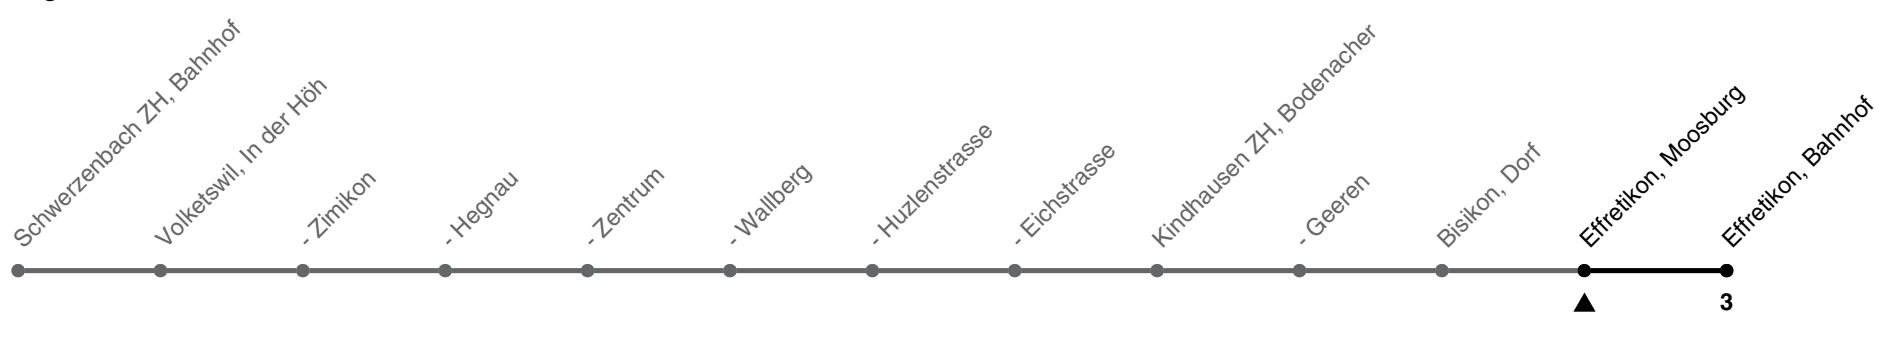 Schwerzenbach ZH, Bahnhof
Volketswil, In der Höh
- Zimikon
- Hegnau
- Zentrum
- Wallberg
- Huzlenstrasse
- Eichstrasse
Kindhausen ZH, Bodenacher
- Geeren
Bisikon, Dorf
Effretikon, Moosburg
Effretikon, Bahnhof
3